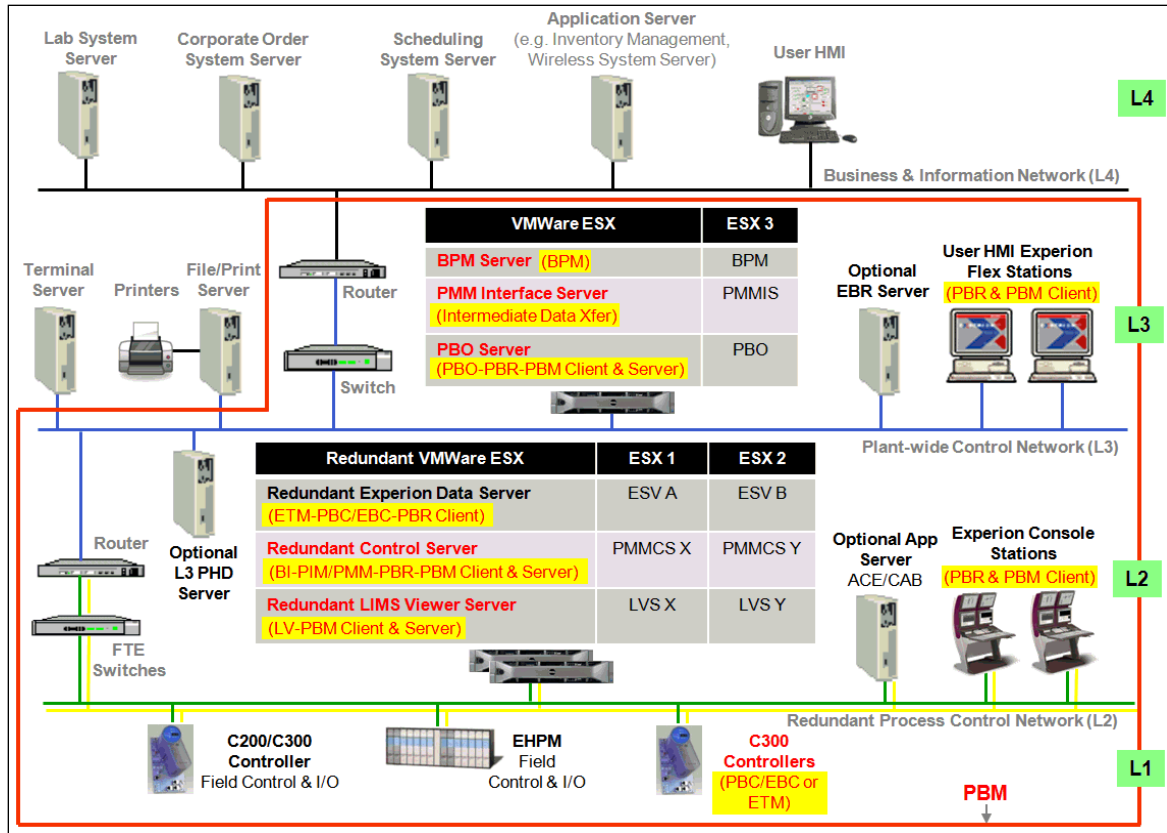 Lab System
Server
Corporate Order
System Server
Scheduling
System Server
Application Server
(e.g. Inventory Management,
Wireless System Server)
User HMI
L4
Business & Information Network (L4)
Terminal
Server
Printers
File/Print
Server
Router
Switch
VMWare ESX ESX 3
BPM Server (BPM) BPM
PMM Interface Server
(Intermediate Data Xfer) PMMIS
PBO Server
(PBO-PBR-PBM Client & Server) PBO
Optional
EBR Server
User HMI Experion
Flex Stations
(PBR & PBM Client)
L3
Plant-wide Control Network (L3)
Router
FTE
Switches
Optional
L3 PHD
Server
Redundant VMWare ESX ESX 1 ESX 2
Redundant Experion Data Server
(ETM-PBC/EBC-PBR Client) ESV A ESV B
Redundant Control Server
(BI-PIM/PMM-PBR-PBM Client & Server) PMMCS X PMMCS Y
Redundant LIMS Viewer Server
(LV-PBM Client & Server) LVS X LVS Y
Optional App
Server
ACE/CAB
Experion Console
Stations
(PBR & PBM Client)
L2
Redundant Process Control Network (L2)
C200/C300
Controller
Field Control & I/O
EHPM
Field
Control & I/O
C300
Controllers
(PBC/EBC or
ETM)
L1
PBM